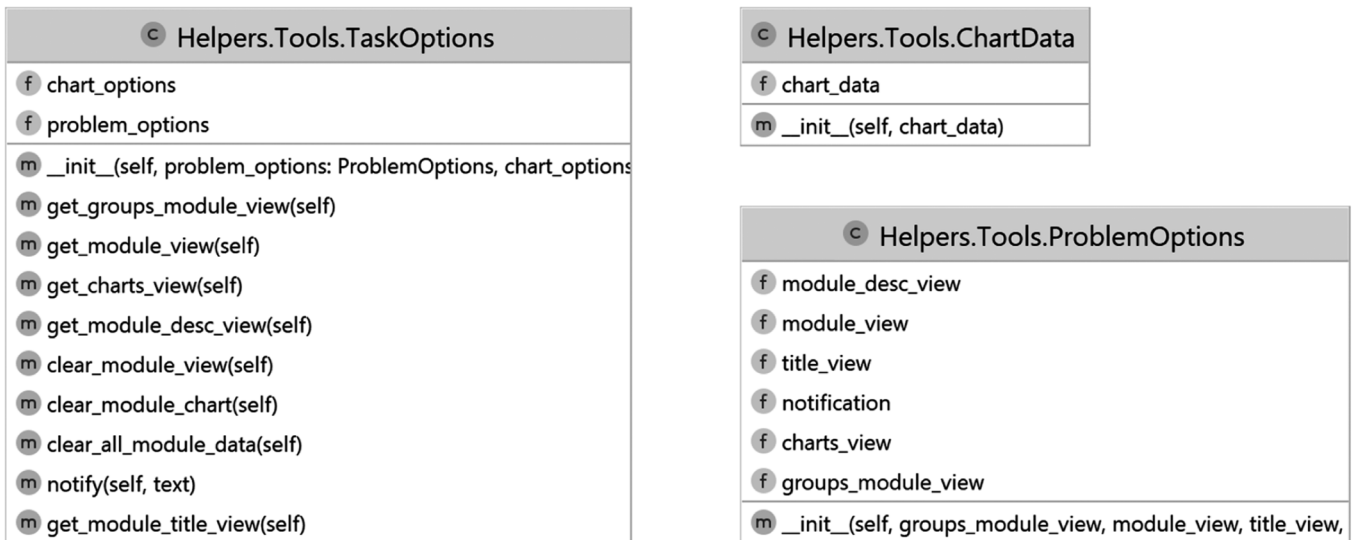 C Helpers.Tools.TaskOptions
f chart_options
f problem_options
m __init__(self, problem_options: ProblemOptions, chart_options
m get_groups_module_view(self)
m get_module_view(self)
m get_charts_view(self)
m get_module_desc_view(self)
m clear_module_view(self)
m clear_module_chart(self)
m clear_all_module_data(self)
m notify(self, text)
m get_module_title_view(self)
C Helpers.Tools.ChartData
f chart_data
m __init__(self, chart_data)
C Helpers.Tools.ProblemOptions
f module_desc_view
f module_view
f title_view
f notification
f charts_view
f groups_module_view
m __init__(self, groups_module_view, module_view, title_view,